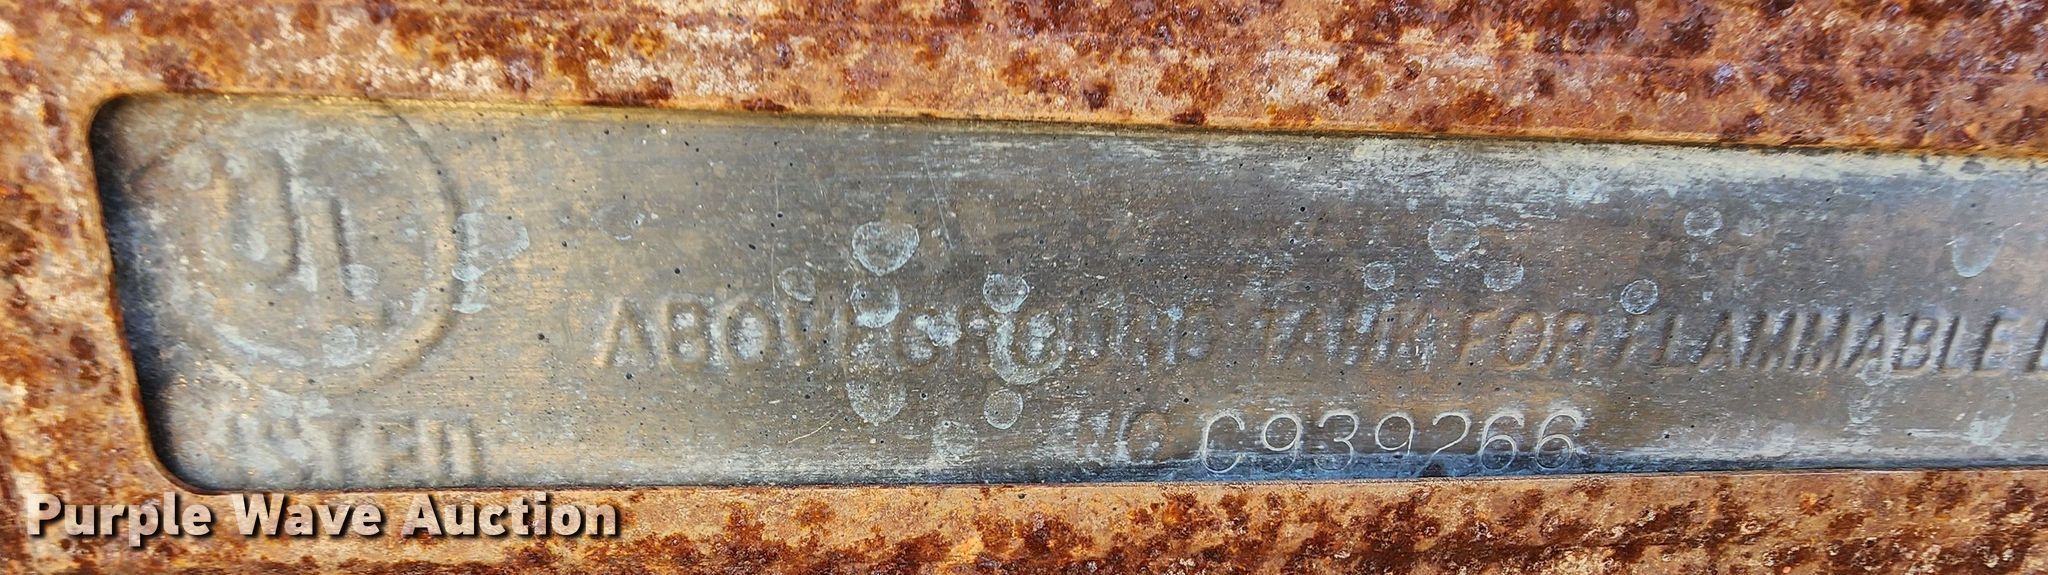 UL
LISTED
ABOVEGROUND TANK FOR FLAMMABLE
NO C939266
Purple Wave Auction